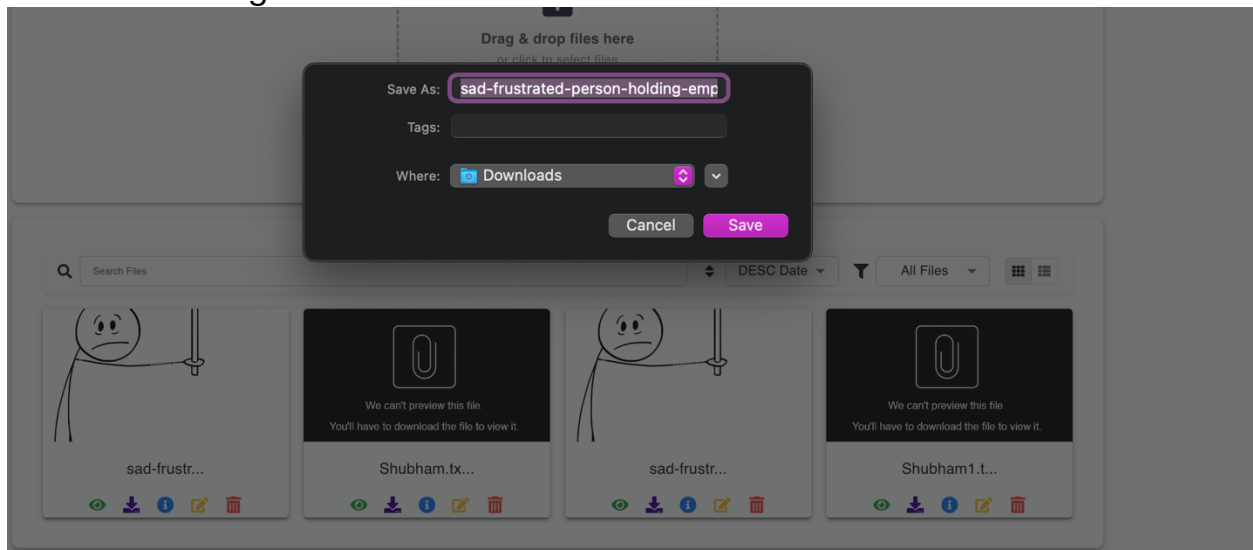 Drag & drop files here
or click to select files
Save As: sad-frustrated-person-holding-emp
Tags:
Where: Downloads
Cancel Save
Search Files DESC Date All Files
We can't preview this file.
You'll have to download the file to view it.
We can't preview this file.
You'll have to download the file to view it.
sad-frustr... Shubham.tx... sad-frustr... Shubham1.t...